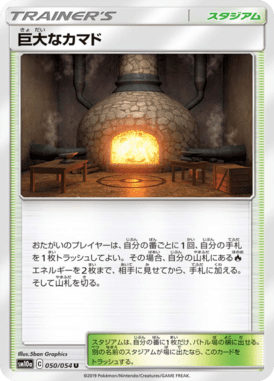 TRAINER'S
スタジアム
きょ だい
巨大なカマド
おたがいのプレイヤーは、自分の番ごとに1回、自分の手札
を1枚トラッシュしてよい。その場合、自分の山札にある
エネルギーを2枚まで、相手に見せてから、手札に加える。
そして山札を切る。
Illus.5ban Graphics
SM10a C 050/054 U
スタジアムは、自分の番に1枚だけ、バトル場の横に出せる。
別の名前のスタジアムが場に出たなら、このカードを
トラッシュする。
©2019 Pokémon/Nintendo/Creatures/GAME FREAK.